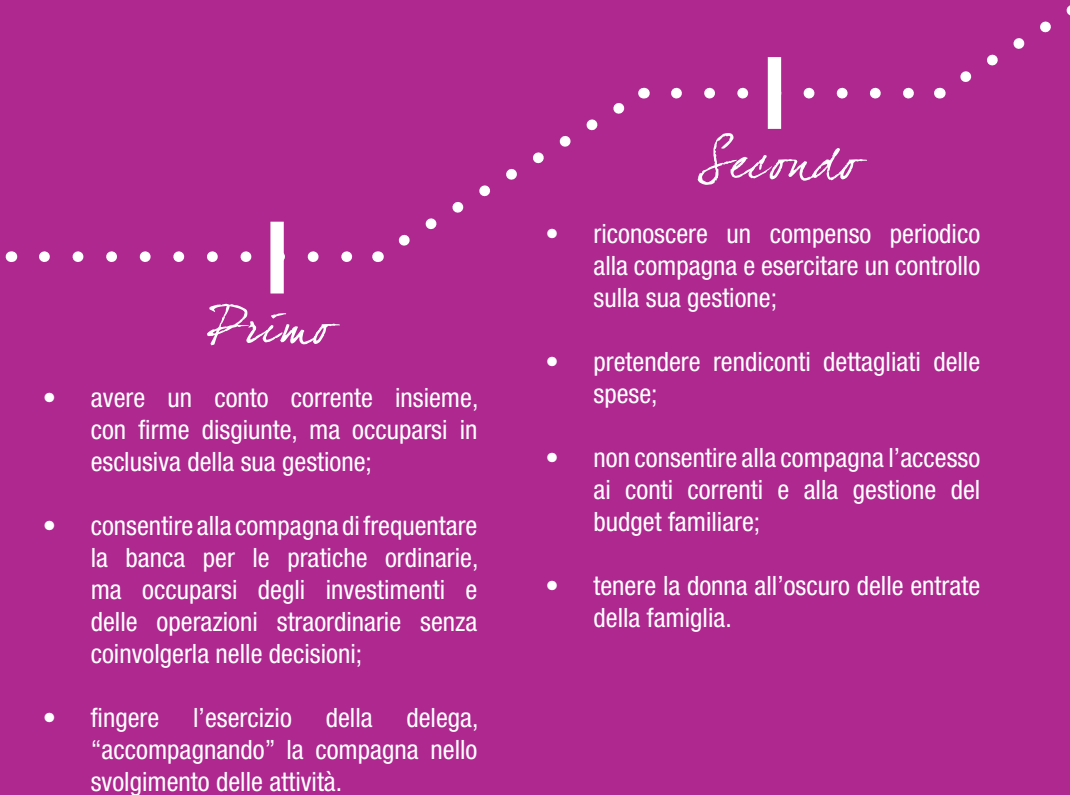 Primo
• avere un conto corrente insieme,
con firme disgiunte, ma occuparsi in
esclusiva della sua gestione;
• consentire alla compagna di frequentare
la banca per le pratiche ordinarie,
ma occuparsi degli investimenti e
delle operazioni straordinarie senza
coinvolgerla nelle decisioni;
• fingere l’esercizio della delega,
“accompagnando” la compagna nello
svolgimento delle attività.
Secondo
• riconoscere un compenso periodico
alla compagna e esercitare un controllo
sulla sua gestione;
• pretendere rendiconti dettagliati delle
spese;
• non consentire alla compagna l’accesso
ai conti correnti e alla gestione del
budget familiare;
• tenere la donna all’oscuro delle entrate
della famiglia.